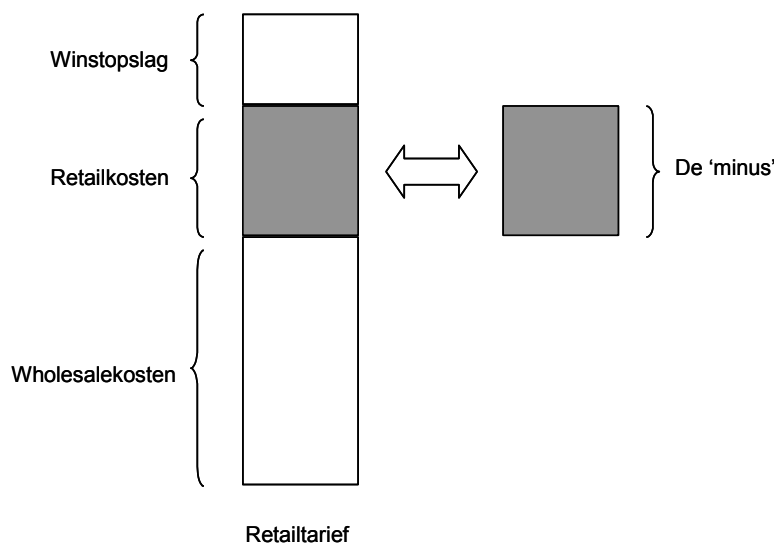 Winstopslag
Retailkosten
De ‘minus’
Wholesalekosten
Retailtarief